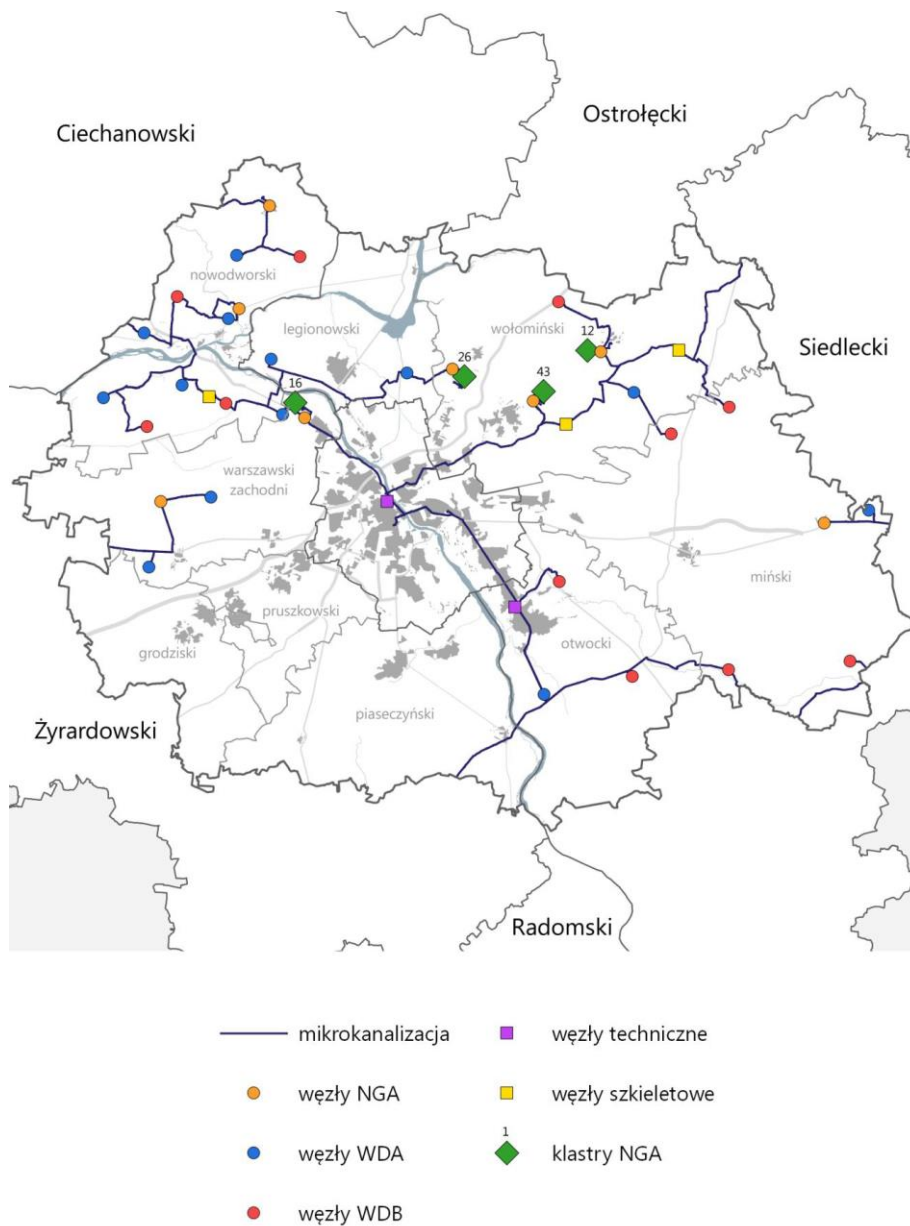 Ostrołęcki
Ciechanowski
nowodworski
legionowski
wołomiński
12
Siedlecki
26
43
16
warszawski
zachodni
miński
pruszkowski
otwocki
grodziski
piaseczyński
Żyrardowski
Radomski
mikrokanalizacja
węzły techniczne
węzły NGA
węzły szkieletowe
1
węzły WDA
klastry NGA
węzły WDB